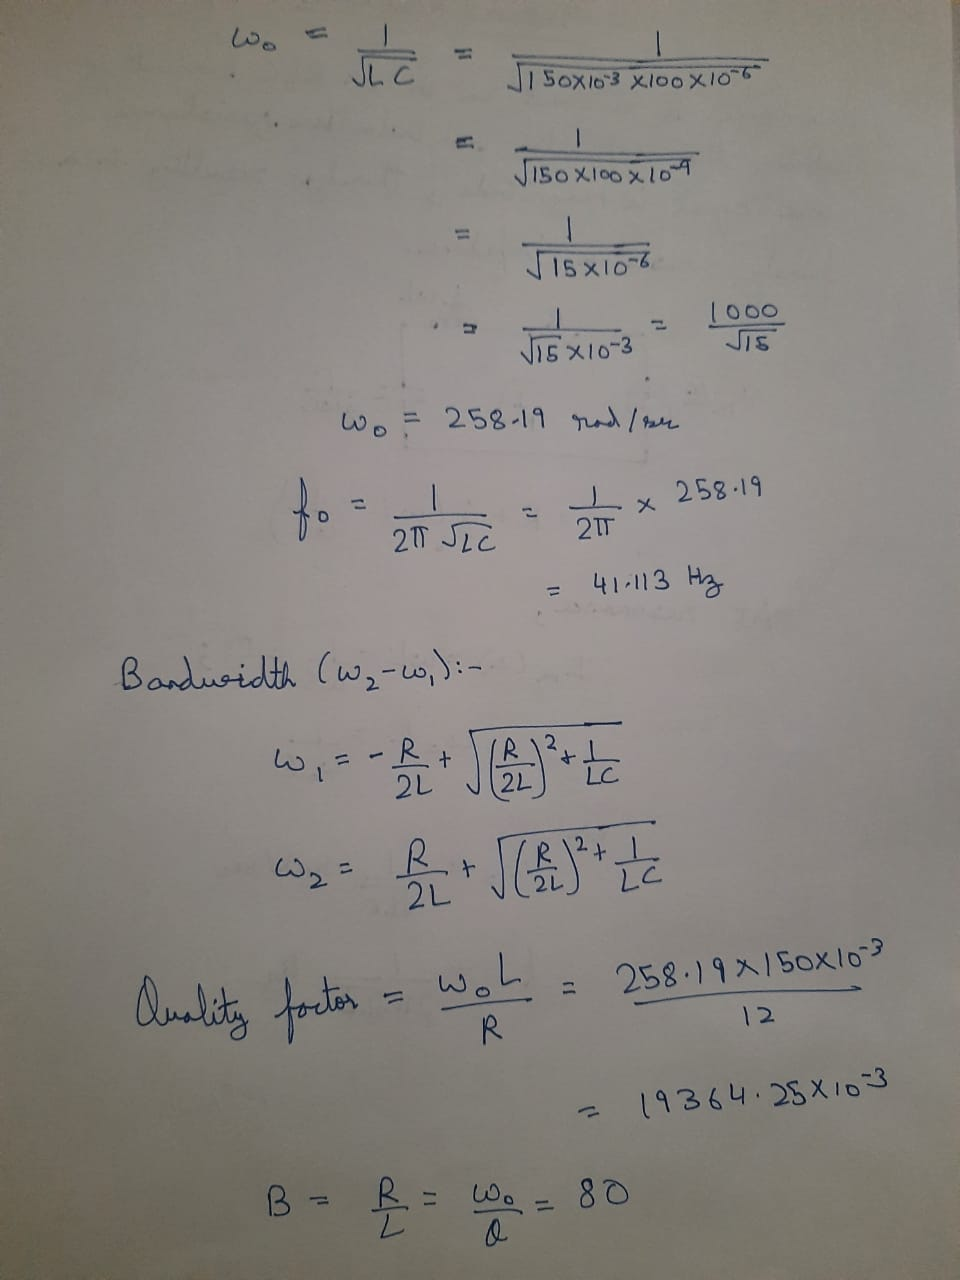 ω₀ = 1/√LC = 1/√150×10⁻³ ×100×10⁻⁶
= 1/√150×100×10⁻⁹
= 1/√15×10⁻⁶
= 1/√15 ×10⁻³ = 1000/√15
ω₀ = 258.19 rad/sec
f₀ = 1/2π√LC = 1/2π × 258.19
= 41.113 Hz
Bandwidth (ω₂-ω₁):-
ω₁ = -R/2L + √(R/2L)² + 1/LC
ω₂ = R/2L + √(R/2L)² + 1/LC
Quality factor = ω₀L/R = 258.19×150×10⁻³/12
= 19364.25×10⁻³
B = R/L = ω₀/Q = 80